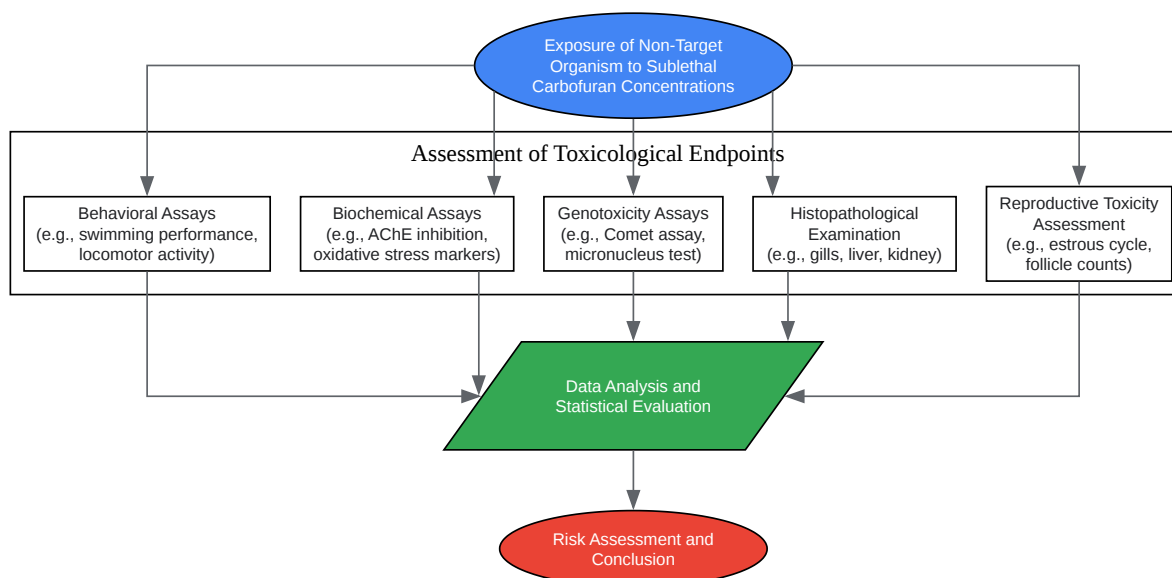 Exposure of Non-Target
Organism to Sublethal
Carbofuran Concentrations
Assessment of Toxicological Endpoints
Behavioral Assays
(e.g., swimming performance,
locomotor activity)
Biochemical Assays
(e.g., AChE inhibition,
oxidative stress markers)
Genotoxicity Assays
(e.g., Comet assay,
micronucleus test)
Histopathological
Examination
(e.g., gills, liver, kidney)
Reproductive Toxicity
Assessment
(e.g., estrous cycle,
follicle counts)
Data Analysis and
Statistical Evaluation
Risk Assessment and
Conclusion